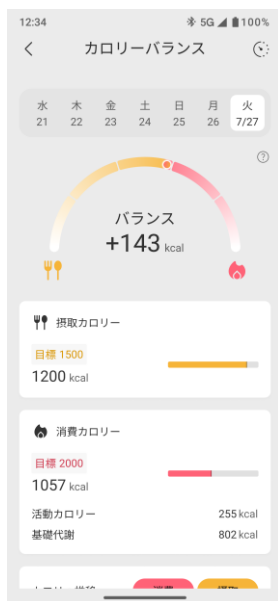 12:34
5G 100%
カロリーバランス
水 木 金 土 日 月 火
21 22 23 24 25 26 7/27
?
バランス
+143 kcal
摂取カロリー
目標 1500
1200 kcal
消費カロリー
目標 2000
1057 kcal
活動カロリー 255 kcal
基礎代謝 802 kcal